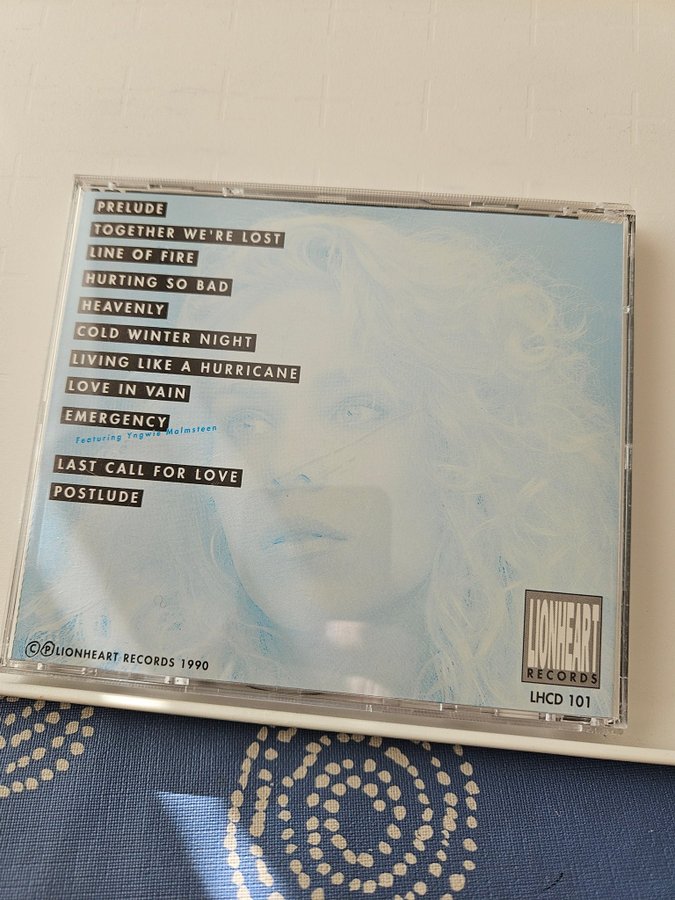 PRELUDE
TOGETHER WE'RE LOST
LINE OF FIRE
HURTING SO BAD
HEAVENLY
COLD WINTER NIGHT
LIVING LIKE A HURRICANE
LOVE IN VAIN
EMERGENCY
Featuring Yngwie Malmsteen
LAST CALL FOR LOVE
POSTLUDE
ⒸⓅLIONHEART RECORDS 1990
LIONHEART
RECORDS
LHCD 101